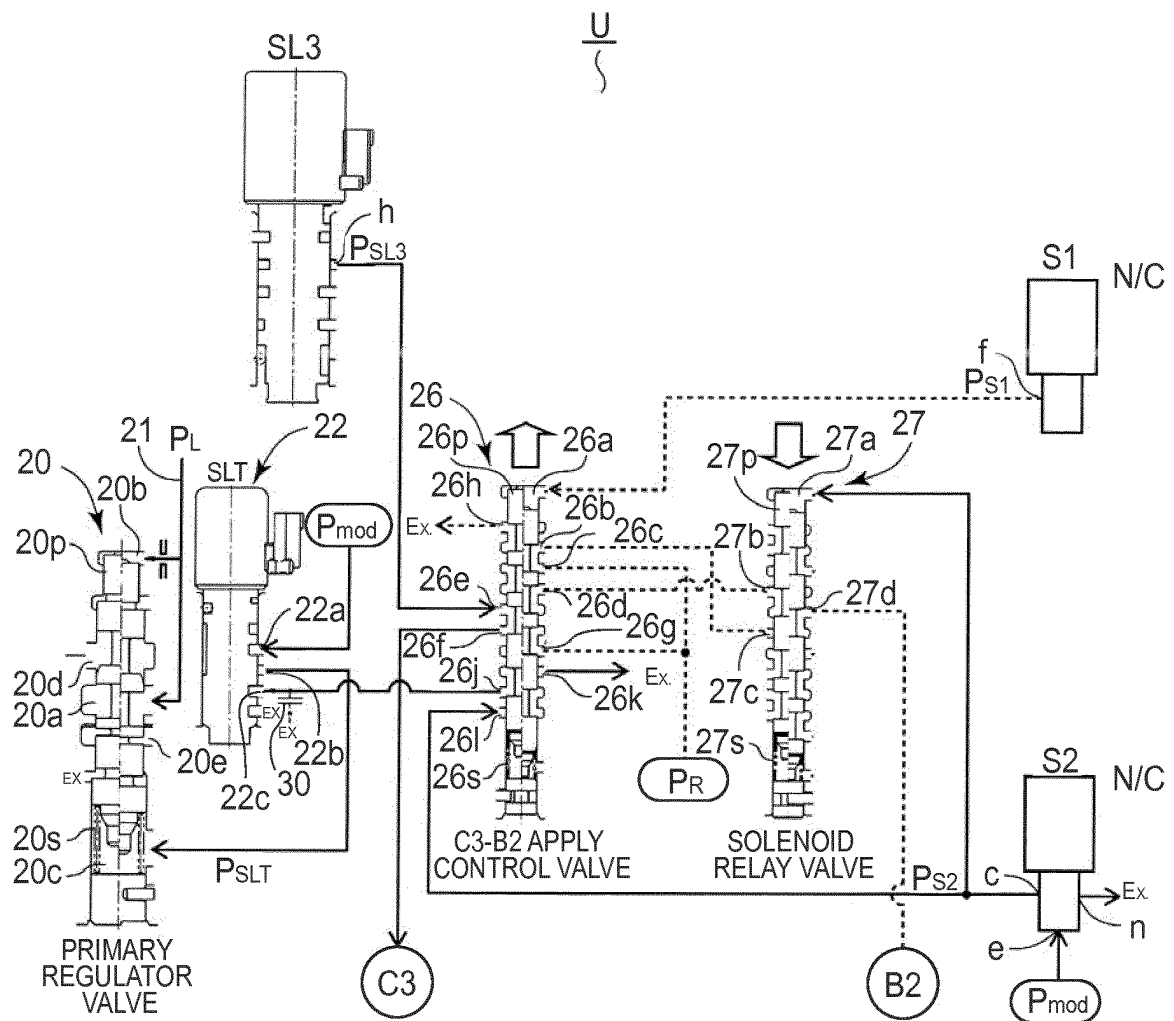 U
SL3
h
PSL3
S1
N/C
f
PS1
26
22
21
PL
26p
26a
27p
27a
27
20
20b
SLT
26h
Pmod
Ex.
26b
26c
27b
20p
26e
26d
27d
22a
26f
26g
20d
26j
26k
Ex.
27c
20a
EX
EX
26l
20e
22b
27s
S2
N/C
EX
22c
30
26s
PR
20s
PSLT
C3-B2 APPLY
CONTROL VALVE
SOLENOID
RELAY VALVE
20c
PS2
c
Ex.
n
PRIMARY
REGULATOR
VALVE
e
C3
B2
Pmod